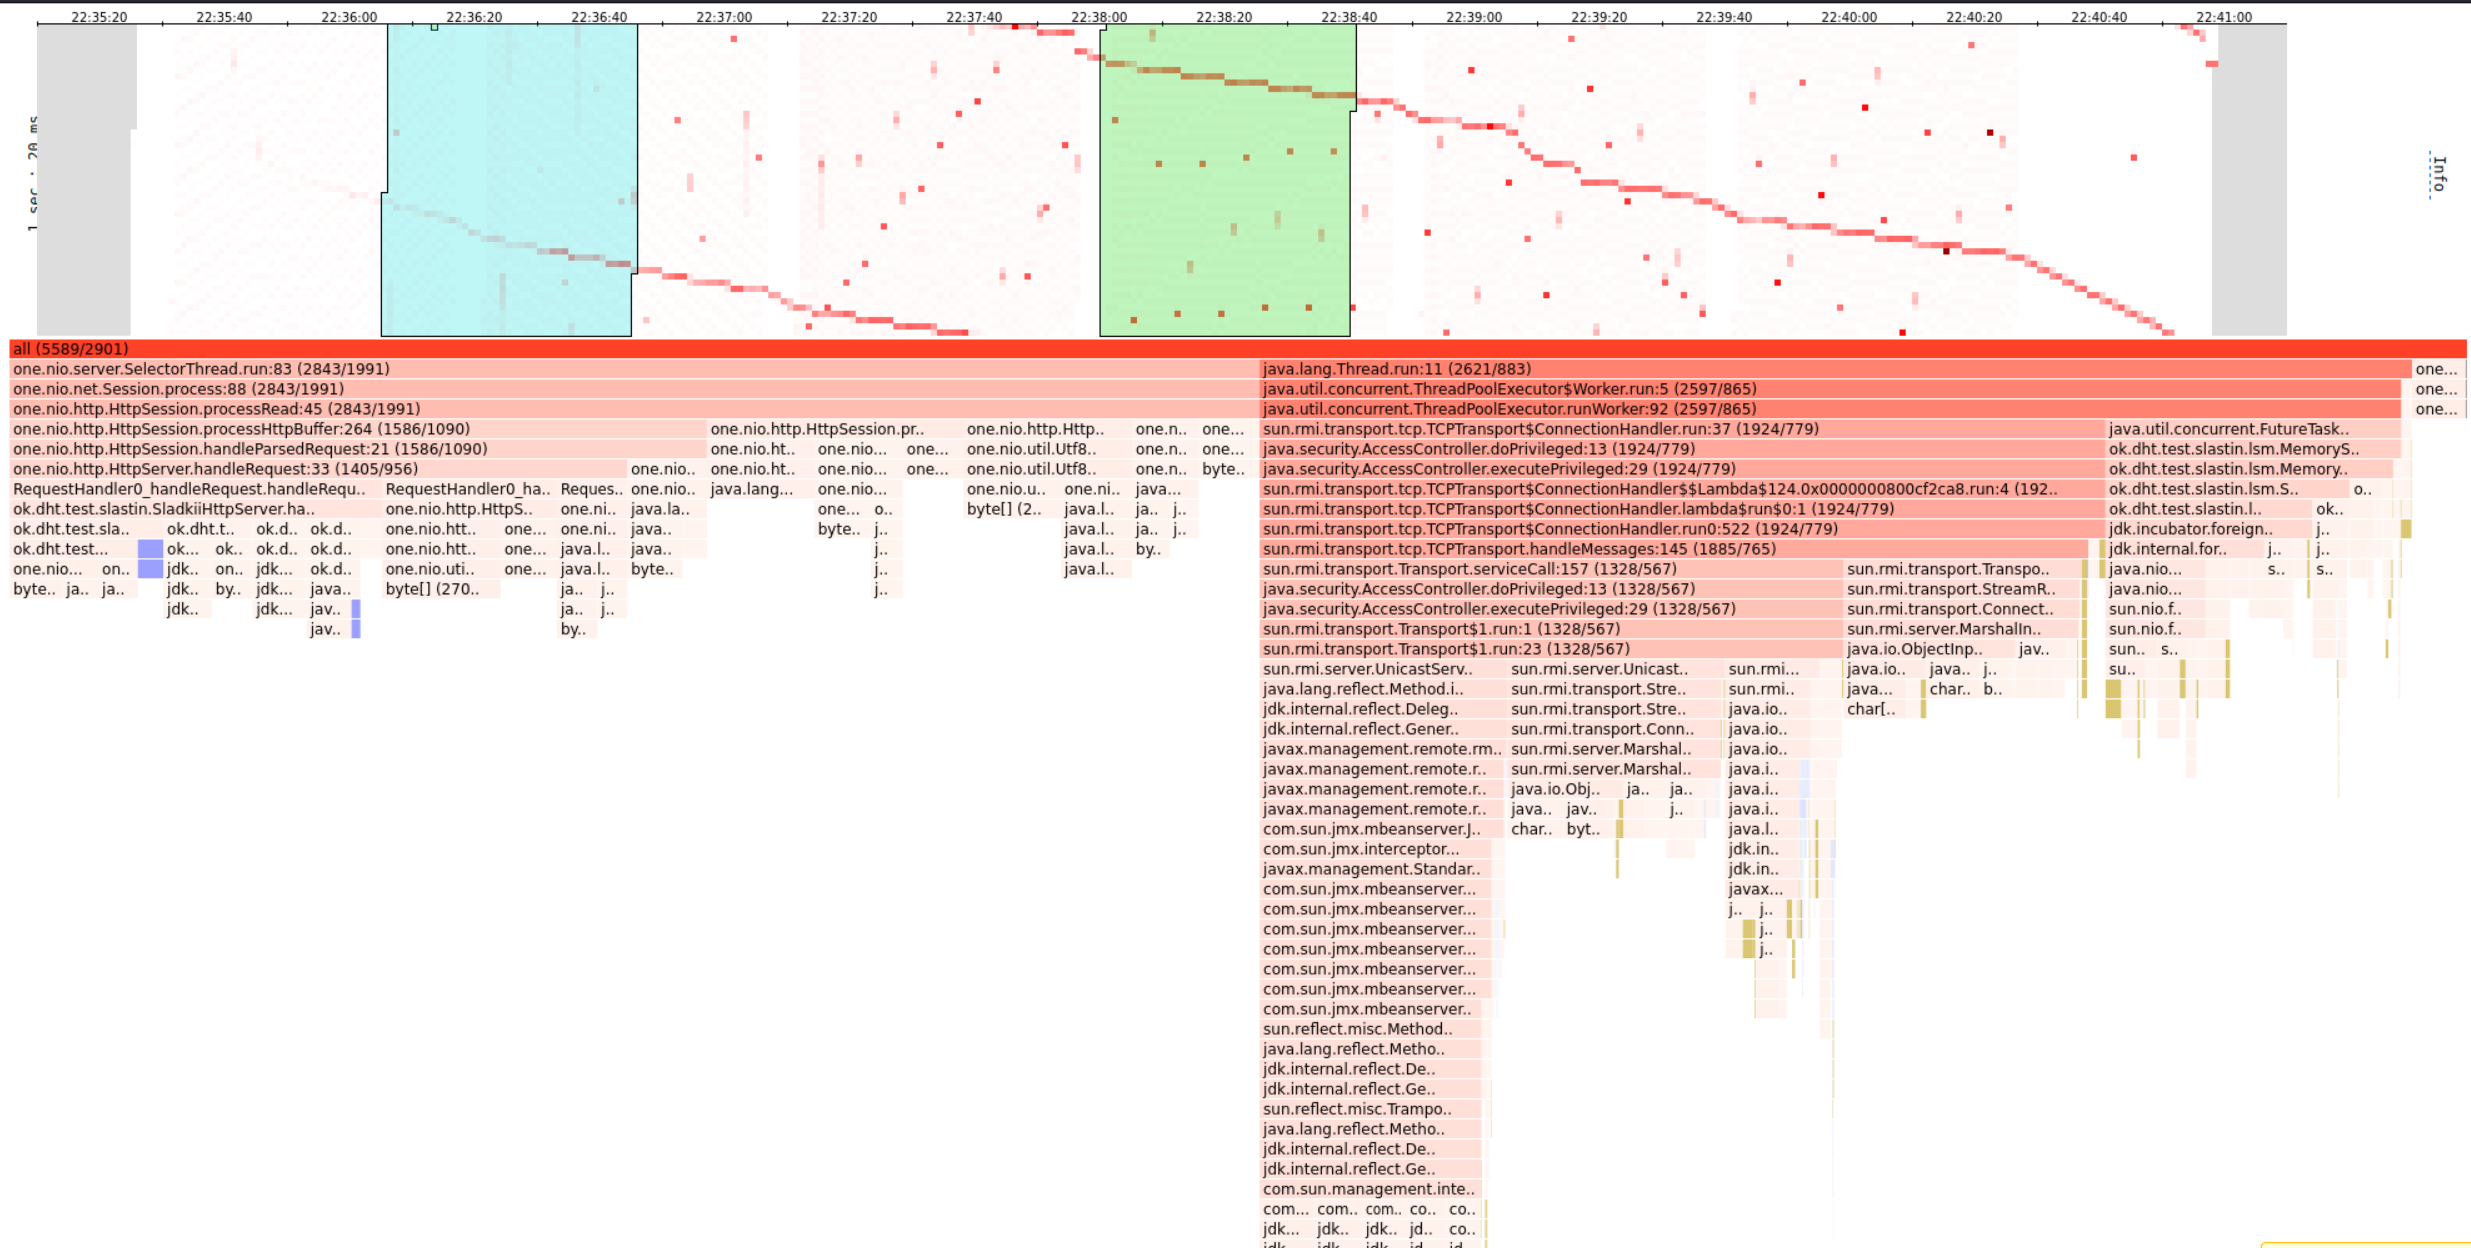 22:35:20 22:35:40 22:36:00 22:36:20 22:36:40 22:37:00 22:37:20 22:37:40 22:38:00 22:38:20 22:38:40 22:39:00 22:39:20 22:39:40 22:40:00 22:40:20 22:40:40 22:41:00
1 sec · 20 ms
Info
all (5589/2901)
one.nio.server.SelectorThread.run:83 (2843/1991) java.lang.Thread.run:11 (2621/883) one...
one.nio.net.Session.process:88 (2843/1991) java.util.concurrent.ThreadPoolExecutor$Worker.run:5 (2597/865) one...
one.nio.http.HttpSession.processRead:45 (2843/1991) java.util.concurrent.ThreadPoolExecutor.runWorker:92 (2597/865) one...
one.nio.http.HttpSession.processHttpBuffer:264 (1586/1090) one.nio.http.HttpSession.pr.. one.nio.http.Http.. one.n.. one... sun.rmi.transport.tcp.TCPTransport$ConnectionHandler.run:37 (1924/779) java.util.concurrent.FutureTask..
one.nio.http.HttpSession.handleParsedRequest:21 (1586/1090) one.nio.ht.. one.nio... one... one.nio.util.Utf8.. one.n.. one... java.security.AccessController.doPrivileged:13 (1924/779) ok.dht.test.slastin.lsm.MemoryS..
one.nio.http.HttpServer.handleRequest:33 (1405/956) one.nio.. one.nio.ht.. one.nio... one... one.nio.util.Utf8.. one.n.. byte.. java.security.AccessController.executePrivileged:29 (1924/779) ok.dht.test.slastin.lsm.Memory..
RequestHandler0_handleRequest.handleRequ.. RequestHandler0_ha.. Reques.. one.nio.. java.lang... one.nio... one.nio.u.. one.ni.. java... sun.rmi.transport.tcp.TCPTransport$ConnectionHandler$$Lambda$124.0x0000000800cf2ca8.run:4 (192.. ok.dht.test.slastin.lsm.S.. o..
ok.dht.test.slastin.SladkiiHttpServer.ha.. one.nio.http.HttpS.. one.ni.. java.la.. one... o.. byte[] (2.. java.l.. ja.. j.. sun.rmi.transport.tcp.TCPTransport$ConnectionHandler.lambda$run$0:1 (1924/779) ok.dht.test.slastin.l.. ok..
ok.dht.test.sla.. ok.dht.t.. ok.d.. ok.d.. one.nio.htt.. one... one.ni.. java.. byte.. j.. java.l.. ja.. j.. sun.rmi.transport.tcp.TCPTransport$ConnectionHandler.run0:522 (1924/779) jdk.incubator.foreign.. j..
ok.dht.test... ok... ok.. ok.d.. ok.d.. one.nio.htt.. one... java.l.. java.. j.. java.l.. by.. sun.rmi.transport.tcp.TCPTransport.handleMessages:145 (1885/765) jdk.internal.for.. j.. j..
one.nio... on.. jdk.. on.. jdk... ok.d.. one.nio.uti.. one... java.l.. byte.. j.. java.l.. sun.rmi.transport.Transport.serviceCall:157 (1328/567) sun.rmi.transport.Transpo.. java.nio... s.. s..
byte.. ja.. ja.. jdk.. by.. jdk... java.. byte[] (270.. ja.. j.. j.. java.security.AccessController.doPrivileged:13 (1328/567) sun.rmi.transport.StreamR.. java.nio...
jdk.. jdk... jav.. ja.. j.. java.security.AccessController.executePrivileged:29 (1328/567) sun.rmi.transport.Connect.. sun.nio.f..
jav.. by.. sun.rmi.transport.Transport$1.run:1 (1328/567) sun.rmi.server.MarshalIn.. sun.nio.f..
sun.rmi.transport.Transport$1.run:23 (1328/567) java.io.ObjectInp.. jav.. sun.. s..
sun.rmi.server.UnicastServ.. sun.rmi.server.Unicast.. sun.rmi... java.io.. java.. j.. su..
java.lang.reflect.Method.i.. sun.rmi.transport.Stre.. sun.rmi.. java... char.. b..
jdk.internal.reflect.Deleg.. sun.rmi.transport.Stre.. java.io.. char[..
jdk.internal.reflect.Gener.. sun.rmi.transport.Conn.. java.io..
javax.management.remote.rm.. sun.rmi.server.Marshal.. java.io..
javax.management.remote.r.. sun.rmi.server.Marshal.. java.i..
javax.management.remote.r.. java.io.Obj.. ja.. ja.. java.i..
javax.management.remote.r.. java.. jav.. j.. java.i..
com.sun.jmx.mbeanserver.J.. char.. byt.. java.l..
com.sun.jmx.interceptor... jdk.in..
javax.management.Standar.. jdk.in..
com.sun.jmx.mbeanserver... javax...
com.sun.jmx.mbeanserver... j.. j..
com.sun.jmx.mbeanserver... j..
com.sun.jmx.mbeanserver... j..
com.sun.jmx.mbeanserver...
com.sun.jmx.mbeanserver...
com.sun.jmx.mbeanserver..
sun.reflect.misc.Method..
java.lang.reflect.Metho..
jdk.internal.reflect.De..
jdk.internal.reflect.Ge..
sun.reflect.misc.Trampo..
java.lang.reflect.Metho..
jdk.internal.reflect.De..
jdk.internal.reflect.Ge..
com.sun.management.inte..
com... com.. com.. co.. co..
jdk... jdk.. jdk.. jd.. co..